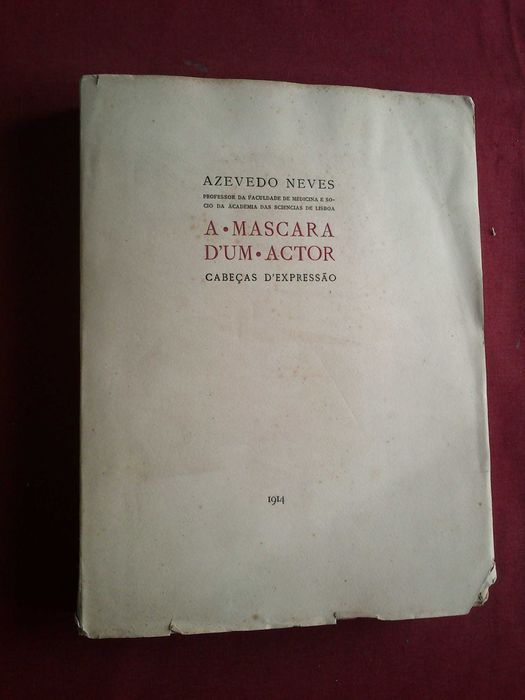 AZEVEDO NEVES
PROFESSOR DA FACULDADE DE MEDICINA E SO-
CIO DA ACADEMIA DAS SCIENCIAS DE LISBOA
A • MASCARA
D'UM • ACTOR
CABEÇAS D'EXPRESSÃO
1914